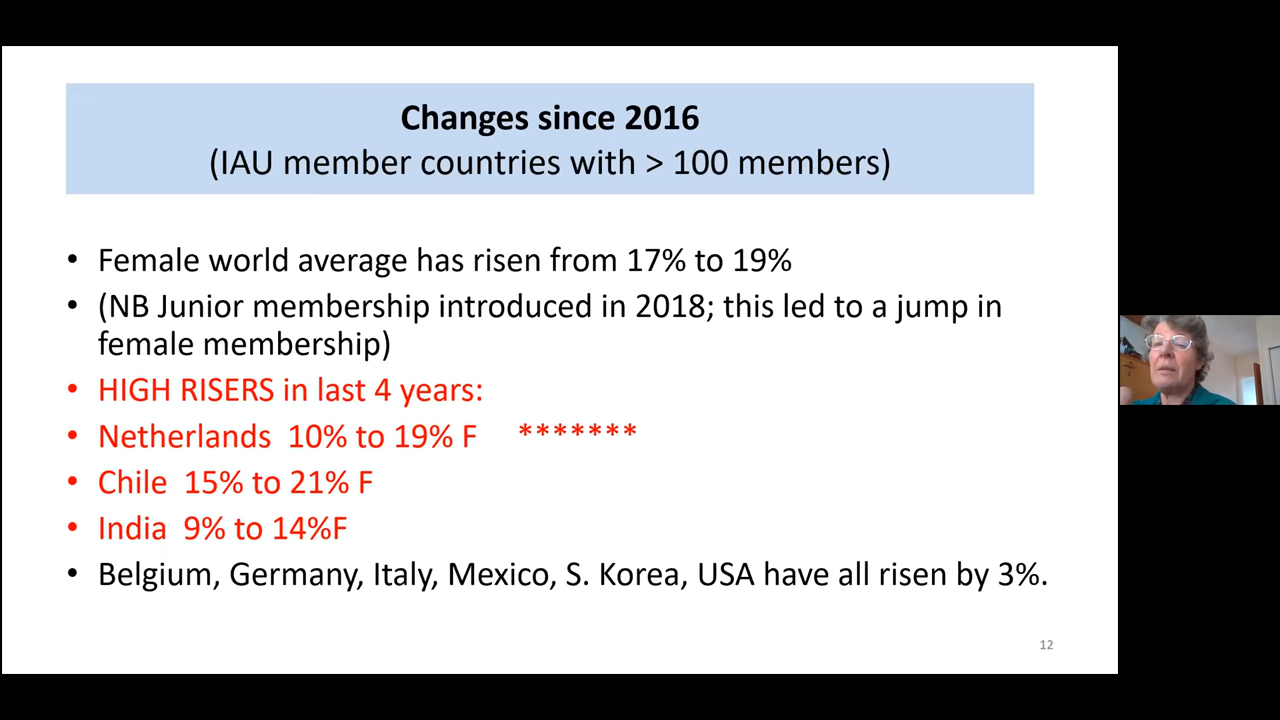 Changes since 2016
(IAU member countries with > 100 members)
• Female world average has risen from 17% to 19%
• (NB Junior membership introduced in 2018; this led to a jump in
female membership)
• HIGH RISERS in last 4 years:
• Netherlands 10% to 19% F *******
• Chile 15% to 21% F
• India 9% to 14%F
• Belgium, Germany, Italy, Mexico, S. Korea, USA have all risen by 3%.
12